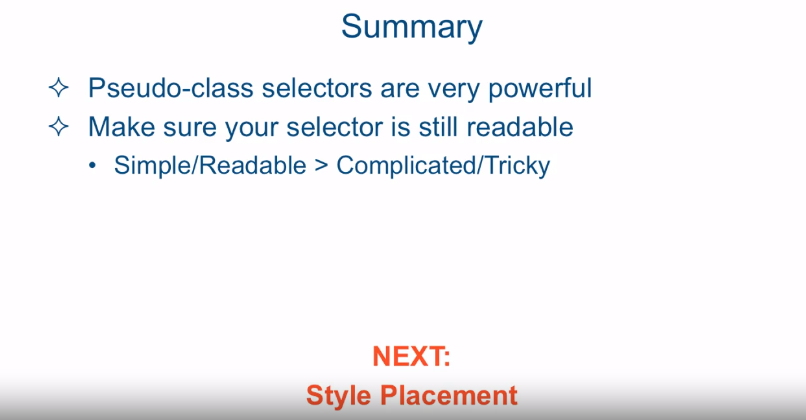 Summary
✧ Pseudo-class selectors are very powerful
✧ Make sure your selector is still readable
• Simple/Readable > Complicated/Tricky
NEXT:
Style Placement